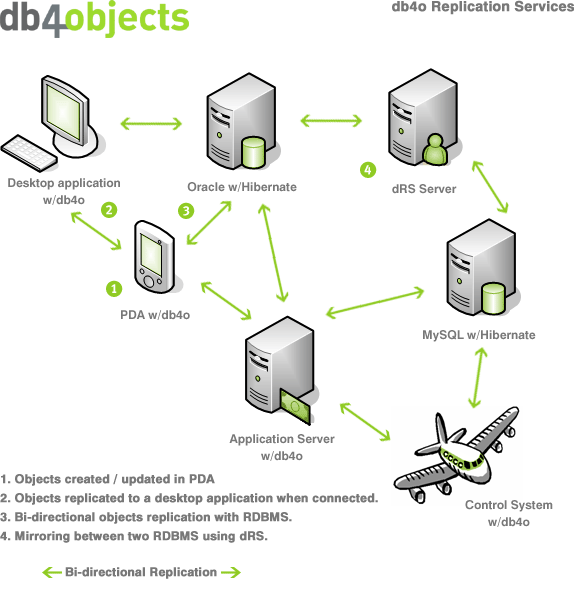 db4objects
db4o Replication Services
Desktop application
w/db4o
Oracle w/Hibernate
4
dRS Server
2
3
1
PDA w/db4o
MySQL w/Hibernate
Application Server
w/db4o
Control System
w/db4o
1. Objects created / updated in PDA
2. Objects replicated to a desktop application when connected.
3. Bi-directional objects replication with RDBMS.
4. Mirroring between two RDBMS using dRS.
Bi-directional Replication